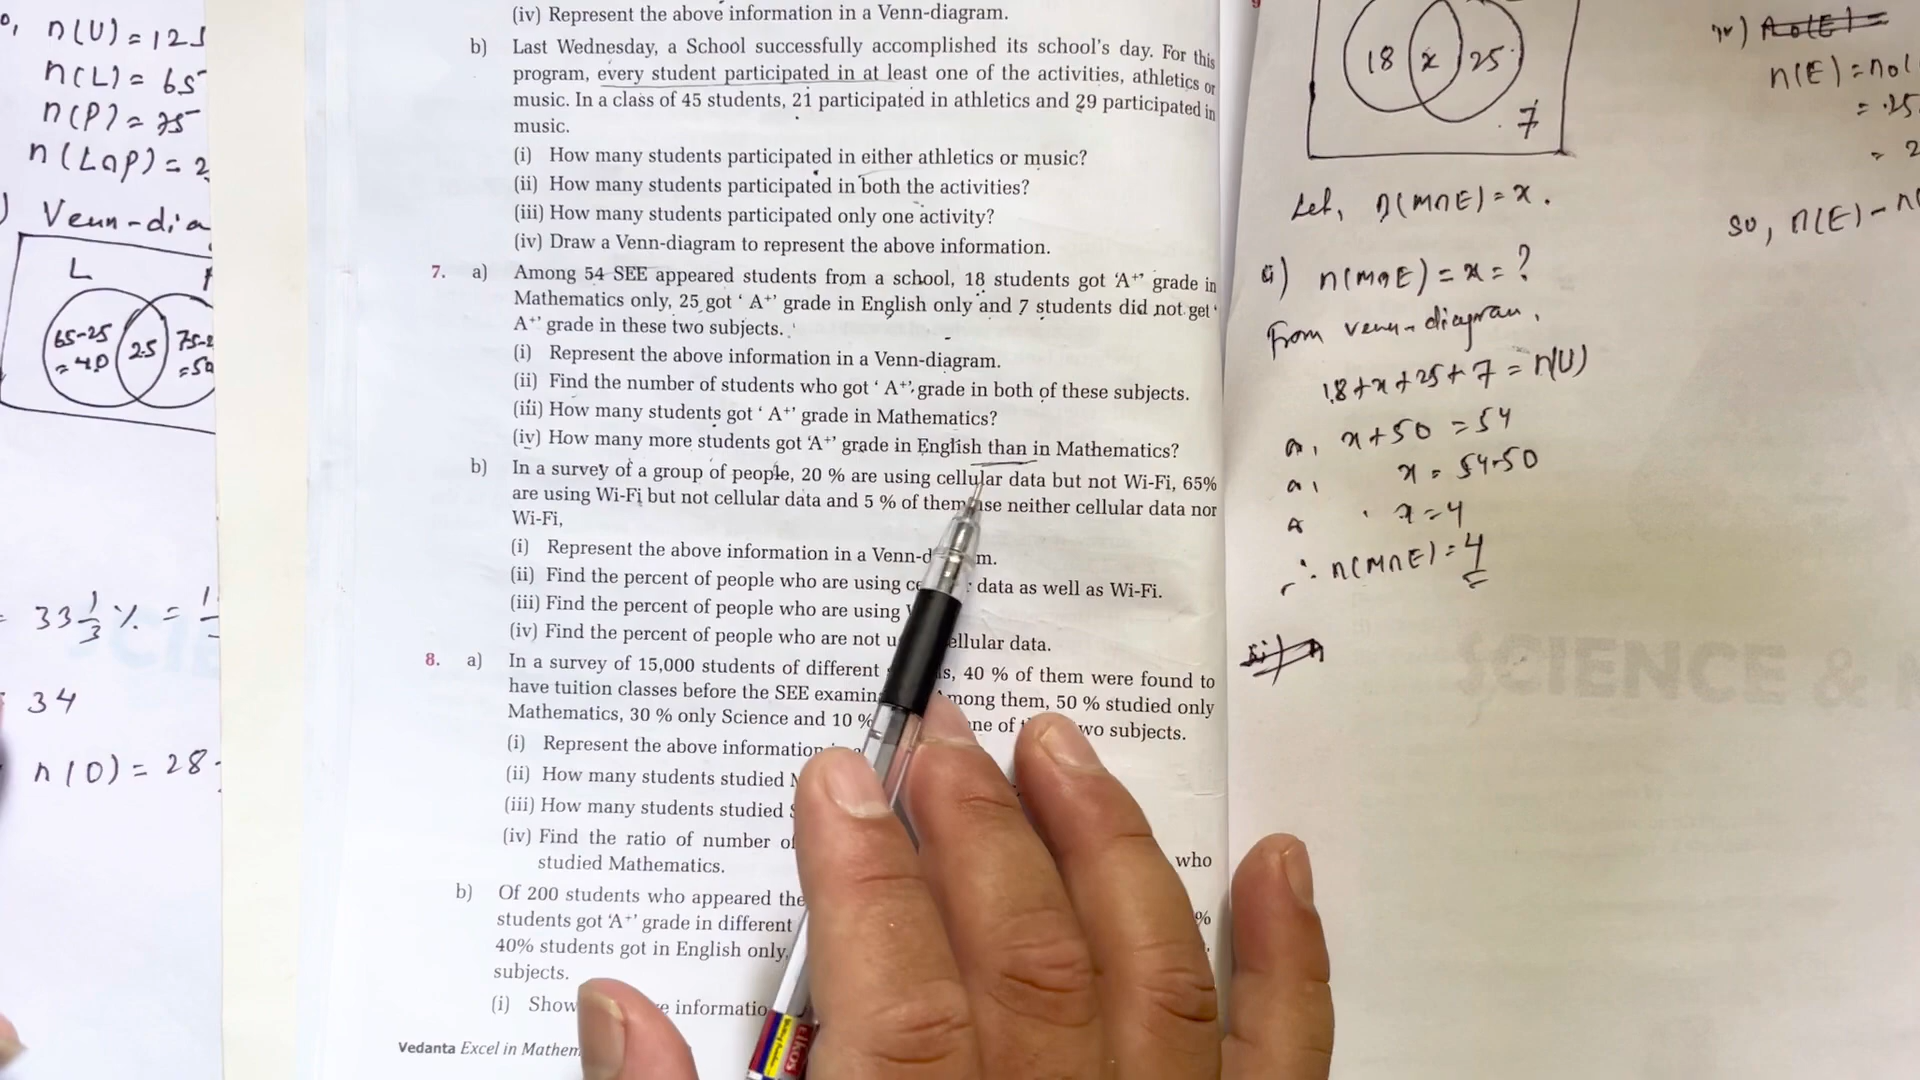 n(U) = 125
n(L) = 65
n(P) = 75
n(L∩P) = 2
Venn-dia
L
65-25
=40
25
75-2
=50
33 1/3 % =
34
n(O) = 28
(iv) Represent the above information in a Venn-diagram.
b) Last Wednesday, a School successfully accomplished its school's day. For this
program, every student participated in at least one of the activities, athletics or
music. In a class of 45 students, 21 participated in athletics and 29 participated in
music.
(i) How many students participated in either athletics or music?
(ii) How many students participated in both the activities?
(iii) How many students participated only one activity?
(iv) Draw a Venn-diagram to represent the above information.
7. a) Among 54 SEE appeared students from a school, 18 students got 'A+' grade in
Mathematics only, 25 got ' A+' grade in English only and 7 students did not get '
A+' grade in these two subjects.
(i) Represent the above information in a Venn-diagram.
(ii) Find the number of students who got ' A+' grade in both of these subjects.
(iii) How many students got ' A+' grade in Mathematics?
(iv) How many more students got 'A+' grade in English than in Mathematics?
b) In a survey of a group of people, 20 % are using cellular data but not Wi-Fi, 65%
are using Wi-Fi but not cellular data and 5 % of them use neither cellular data nor
Wi-Fi,
(i) Represent the above information in a Venn-d m.
(ii) Find the percent of people who are using ce data as well as Wi-Fi.
(iii) Find the percent of people who are using
(iv) Find the percent of people who are not u ellular data.
8. a) In a survey of 15,000 students of different s, 40 % of them were found to
have tuition classes before the SEE examin mong them, 50 % studied only
Mathematics, 30 % only Science and 10 % ne of wo subjects.
(i) Represent the above information
(ii) How many students studied
(iii) How many students studied
(iv) Find the ratio of number of who
studied Mathematics.
b) Of 200 students who appeared the %
students got 'A+' grade in different
40% students got in English only,
subjects.
(i) Show e informatio
Vedanta Excel in Mathem
elkos
18 x 25
7
Let, n(M∩E) = x.
ii) n(M∩E) = x = ?
From venn-diagram,
18+x+25+7 = n(U)
or, x+50 = 54
or, x = 54-50
or x = 4
∴ n(M∩E) = 4
iv)
n(E) = no(
= 25
= 2
so, n(E) - n(
SCIENCE &